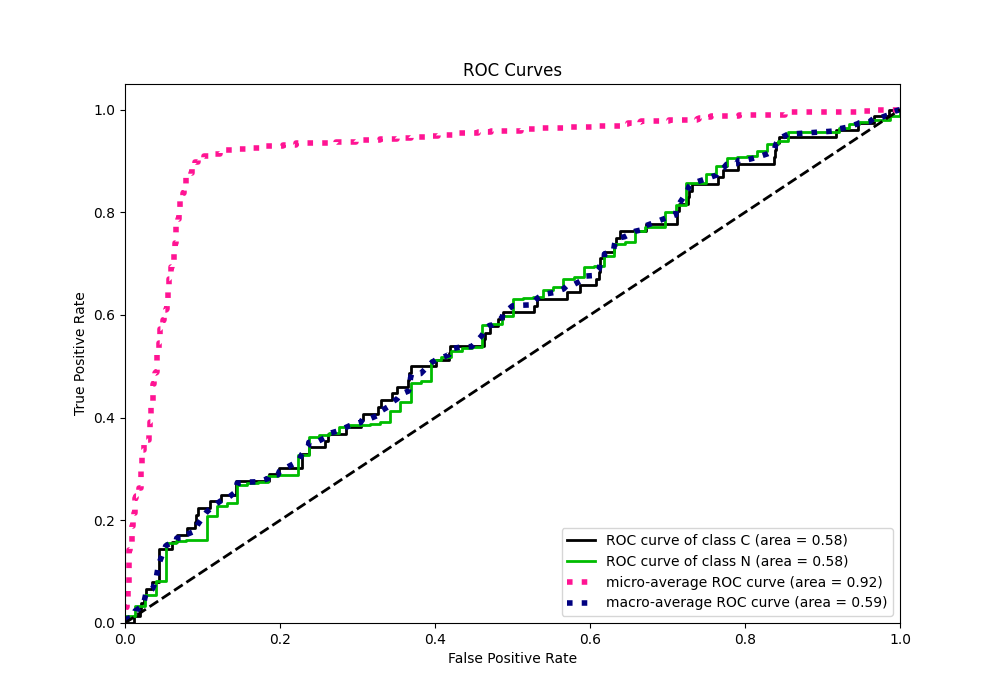 ROC Curves
1.0
0.8
0.6
0.4
0.2
0.0
True Positive Rate
0.0 0.2 0.4 0.6 0.8 1.0
False Positive Rate
ROC curve of class C (area = 0.58)
ROC curve of class N (area = 0.58)
micro-average ROC curve (area = 0.92)
macro-average ROC curve (area = 0.59)